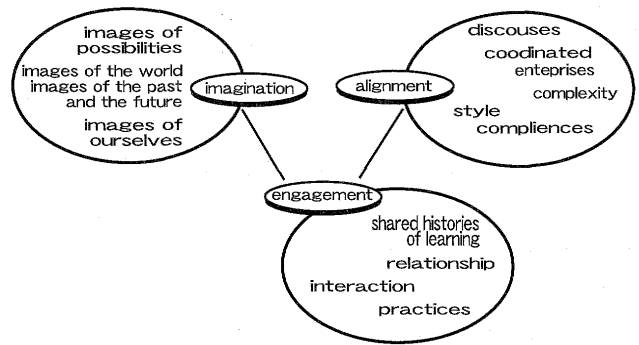 images of
possibilities
images of the world
images of the past
and the future
images of
ourselves
imagination
alignment
discouses
coodinated
enteprises
complexity
style
compliences
engagement
shared histories
of learning
relationship
interaction
practices